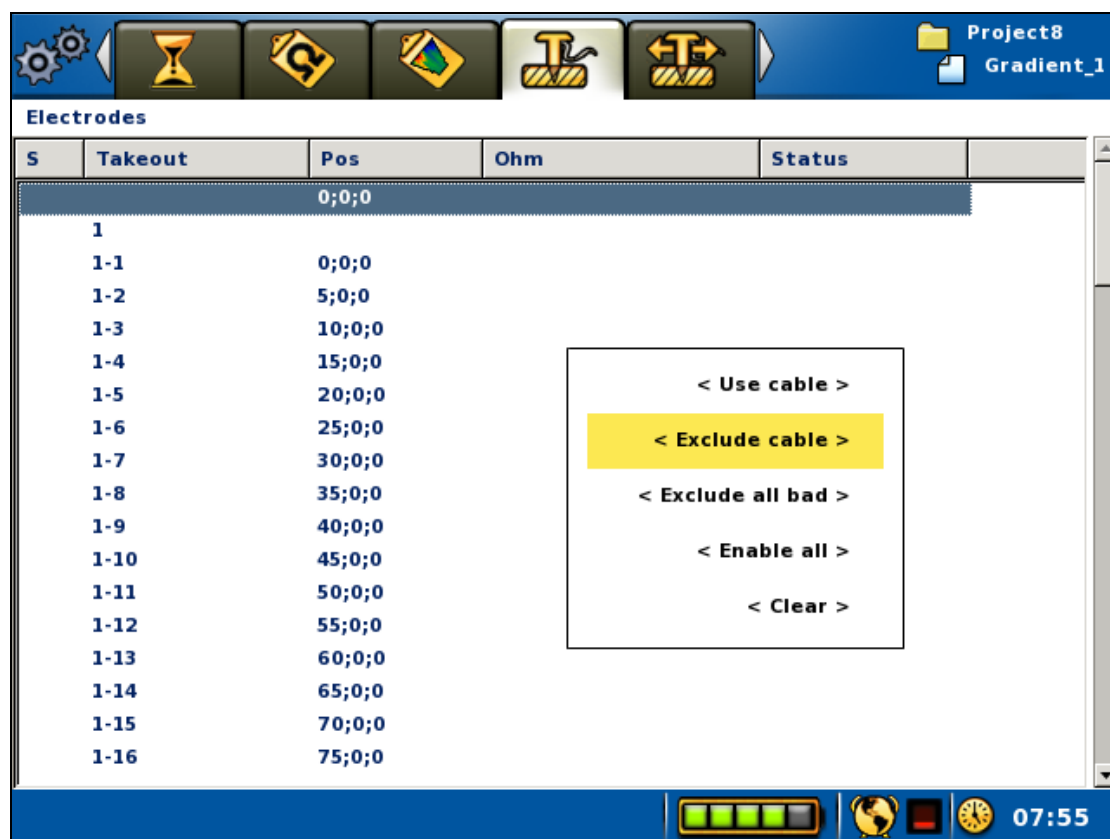 Project8
Gradient_1
Electrodes
S Takeout Pos Ohm Status
0;0;0
1
1-1 0;0;0
1-2 5;0;0
1-3 10;0;0
1-4 15;0;0
1-5 20;0;0
1-6 25;0;0
1-7 30;0;0
1-8 35;0;0
1-9 40;0;0
1-10 45;0;0
1-11 50;0;0
1-12 55;0;0
1-13 60;0;0
1-14 65;0;0
1-15 70;0;0
1-16 75;0;0
< Use cable >
< Exclude cable >
< Exclude all bad >
< Enable all >
< Clear >
07:55